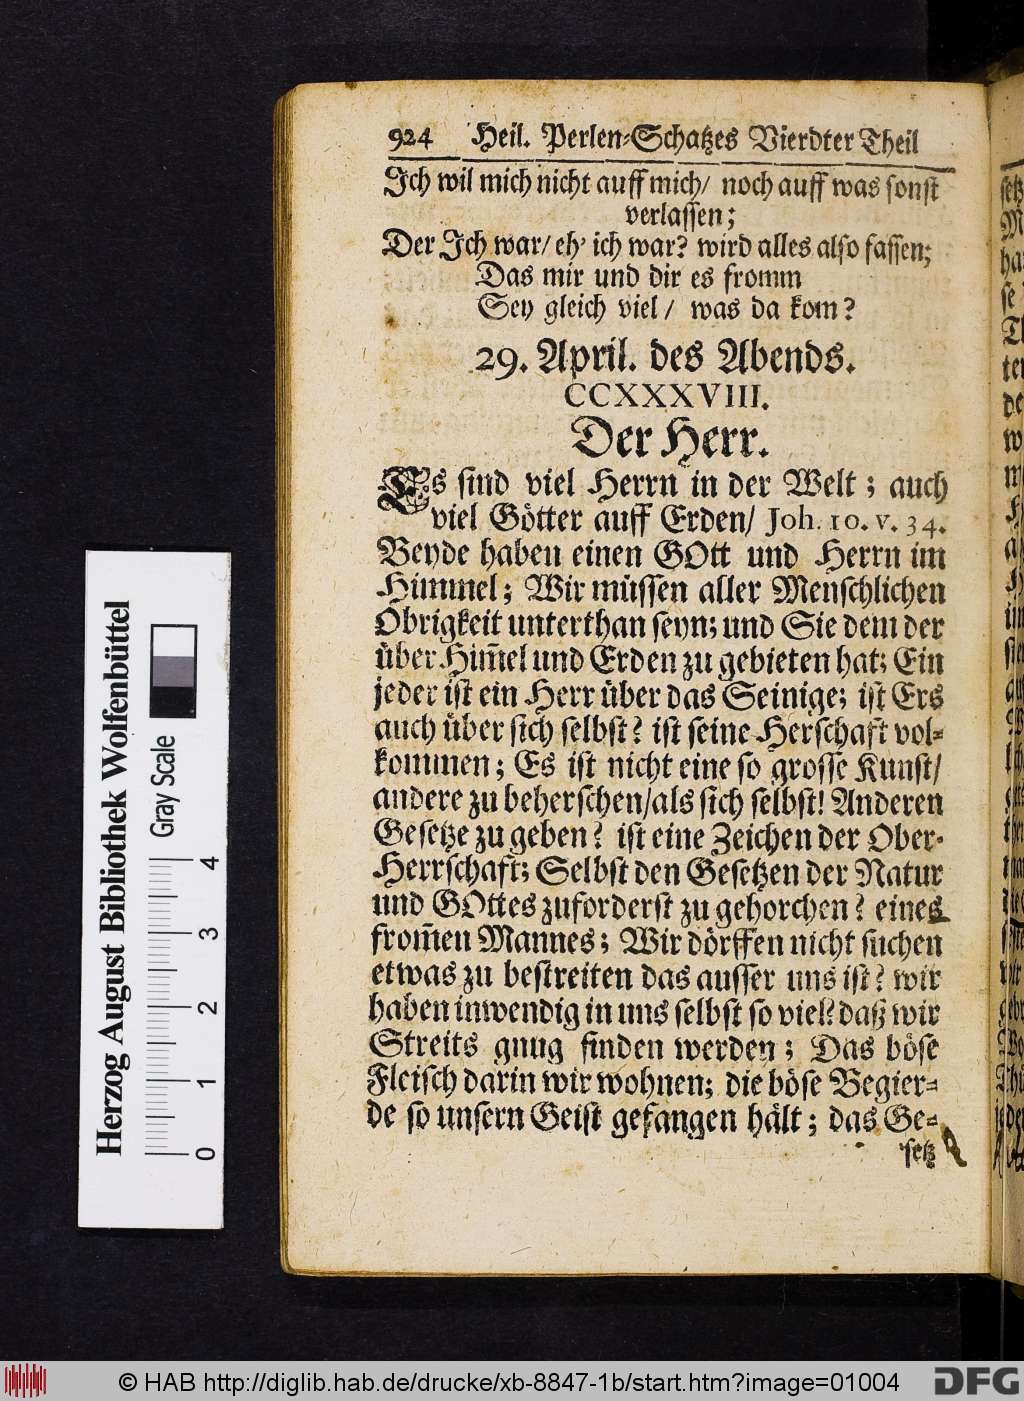 924 Heil. Perlen-Schatzes Vierdter Theil
Ich wil mich nicht auff mich/ noch auff was sonst
verlassen;
Der Ich war/ eh' ich war? wird alles also fassen;
Das mir und dir es fromm
Sey gleich viel/ was da kom?
29. April. des Abends.
CCXXXVIII.
Der Herr.
Es sind viel Herrn in der Welt; auch
viel Götter auff Erden/ Joh. 10. v. 34.
Beyde haben einen GOtt und Herrn im
Himmel; Wir müssen aller Menschlichen
Obrigkeit unterthan seyn; und Sie dem der
über Him̃el und Erden zu gebieten hat; Ein
jeder ist ein Herr über das Seinige; ist Ers
auch über sich selbst? ist seine Herschaft vol-
kommen; Es ist nicht eine so grosse Kunst/
andere zu beherschen/als sich selbst! Anderen
Gesetze zu geben? ist eine Zeichen der Ober-
Herrschaft; Selbst den Gesetzen der Natur
und GOttes zuforderst zu gehorchen? eines
from̃en Mannes; Wir dörffen nicht suchen
etwas zu bestreiten das ausser uns ist? wir
haben inwendig in uns selbst so viel? daß wir
Streits gnug finden werden; Das böse
Fleisch darin wir wohnen; die böse Begier-
de so unsern Geist gefangen hält; das Ge-
setz
Herzog August Bibliothek Wolfenbüttel
Gray Scale
0 1 2 3 4
© HAB http://diglib.hab.de/drucke/xb-8847-1b/start.htm?image=01004
DFG